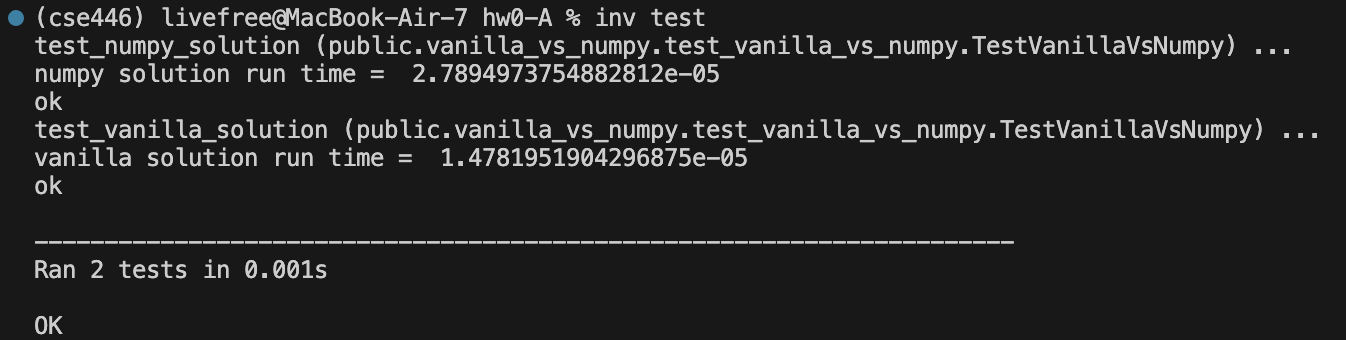 (cse446) livefree@MacBook-Air-7 hw0-A % inv test
test_numpy_solution (public.vanilla_vs_numpy.test_vanilla_vs_numpy.TestVanillaVsNumpy) ...
numpy solution run time =  2.7894973754882812e-05
ok
test_vanilla_solution (public.vanilla_vs_numpy.test_vanilla_vs_numpy.TestVanillaVsNumpy) ...
vanilla solution run time =  1.4781951904296875e-05
ok
----------------------------------------------------------------------
Ran 2 tests in 0.001s
OK